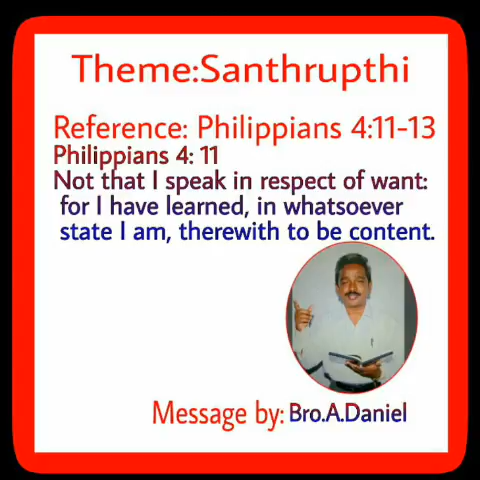 Theme:Santhrupthi
Reference: Philippians 4:11-13
Philippians 4: 11
Not that I speak in respect of want:
for I have learned, in whatsoever
state I am, therewith to be content.
Message by: Bro.A.Daniel